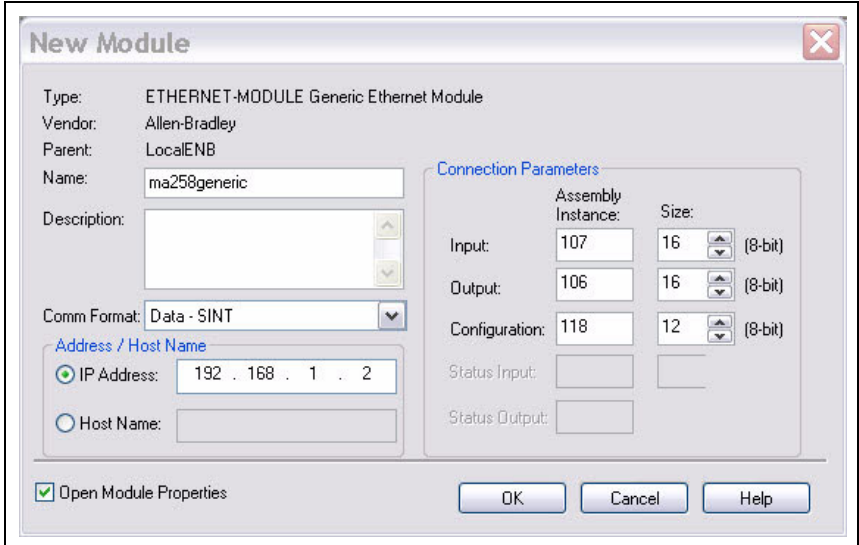 New Module
Type: ETHERNET-MODULE Generic Ethernet Module
Vendor: Allen-Bradley
Parent: LocalENB
Name: ma258generic
Description:
Comm Format: Data - SINT
Address / Host Name
IP Address: 192 . 168 . 1 . 2
Host Name:
Connection Parameters
Assembly
Instance: Size:
Input: 107 16 (8-bit)
Output: 106 16 (8-bit)
Configuration: 118 12 (8-bit)
Status Input:
Status Output:
Open Module Properties
OK Cancel Help